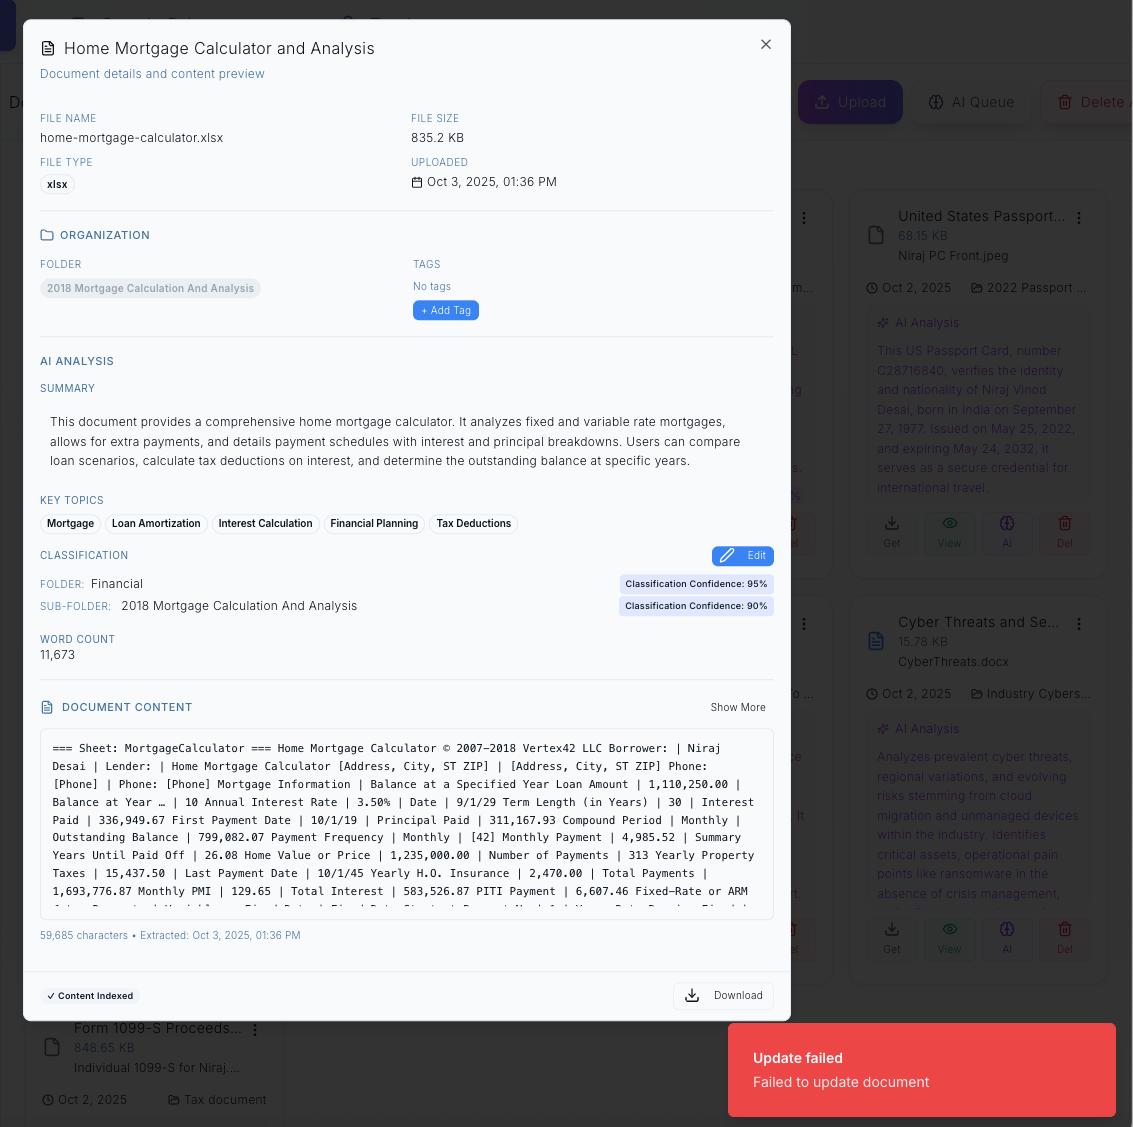 Home Mortgage Calculator and Analysis
Document details and content preview
FILE NAME
home-mortgage-calculator.xlsx
FILE SIZE
835.2 KB
FILE TYPE
xlsx
UPLOADED
Oct 3, 2025, 01:36 PM
ORGANIZATION
FOLDER
2018 Mortgage Calculation And Analysis
TAGS
No tags
+ Add Tag
AI ANALYSIS
SUMMARY
This document provides a comprehensive home mortgage calculator. It analyzes fixed and variable rate mortgages,
allows for extra payments, and details payment schedules with interest and principal breakdowns. Users can compare
loan scenarios, calculate tax deductions on interest, and determine the outstanding balance at specific years.
KEY TOPICS
Mortgage
Loan Amortization
Interest Calculation
Financial Planning
Tax Deductions
CLASSIFICATION
Edit
FOLDER: Financial
Classification Confidence: 95%
SUB-FOLDER: 2018 Mortgage Calculation And Analysis
Classification Confidence: 90%
WORD COUNT
11,673
DOCUMENT CONTENT
Show More
=== Sheet: MortgageCalculator === Home Mortgage Calculator © 2007-2018 Vertex42 LLC Borrower: | Niraj
Desai | Lender: | Home Mortgage Calculator [Address, City, ST ZIP] | [Address, City, ST ZIP] Phone:
[Phone] | Phone: [Phone] Mortgage Information | Balance at a Specified Year Loan Amount | 1,110,250.00 |
Balance at Year … | 10 Annual Interest Rate | 3.50% | Date | 9/1/29 Term Length (in Years) | 30 | Interest
Paid | 336,949.67 First Payment Date | 10/1/19 | Principal Paid | 311,167.93 Compound Period | Monthly |
Outstanding Balance | 799,082.07 Payment Frequency | Monthly | [42] Monthly Payment | 4,985.52 | Summary
Years Until Paid Off | 26.08 Home Value or Price | 1,235,000.00 | Number of Payments | 313 Yearly Property
Taxes | 15,437.50 | Last Payment Date | 10/1/45 Yearly H.O. Insurance | 2,470.00 | Total Payments |
1,693,776.87 Monthly PMI | 129.65 | Total Interest | 583,526.87 PITI Payment | 6,607.46 Fixed-Rate or ARM
59,685 characters • Extracted: Oct 3, 2025, 01:36 PM
✓ Content Indexed
Download
Upload
AI Queue
Delete
United States Passport...
68.15 KB
Niraj PC Front.jpeg
Oct 2, 2025
2022 Passport ...
AI Analysis
This US Passport Card, number
C28716840, verifies the identity
and nationality of Niraj Vinod
Desai, born in India on September
27, 1977. Issued on May 25, 2022,
and expiring May 24, 2032, it
serves as a secure credential for
international travel.
Get
View
AI
Del
Cyber Threats and Se...
15.78 KB
CyberThreats.docx
Oct 2, 2025
Industry Cybers...
AI Analysis
Analyzes prevalent cyber threats,
regional variations, and evolving
risks stemming from cloud
migration and unmanaged devices
within the industry. Identifies
critical assets, operational pain
points like ransomware in the
absence of crisis management,
Get
View
AI
Del
Form 1099-S Proceeds...
848.65 KB
Individual 1099-S for Niraj....
Oct 2, 2025
Tax document
Update failed
Failed to update document